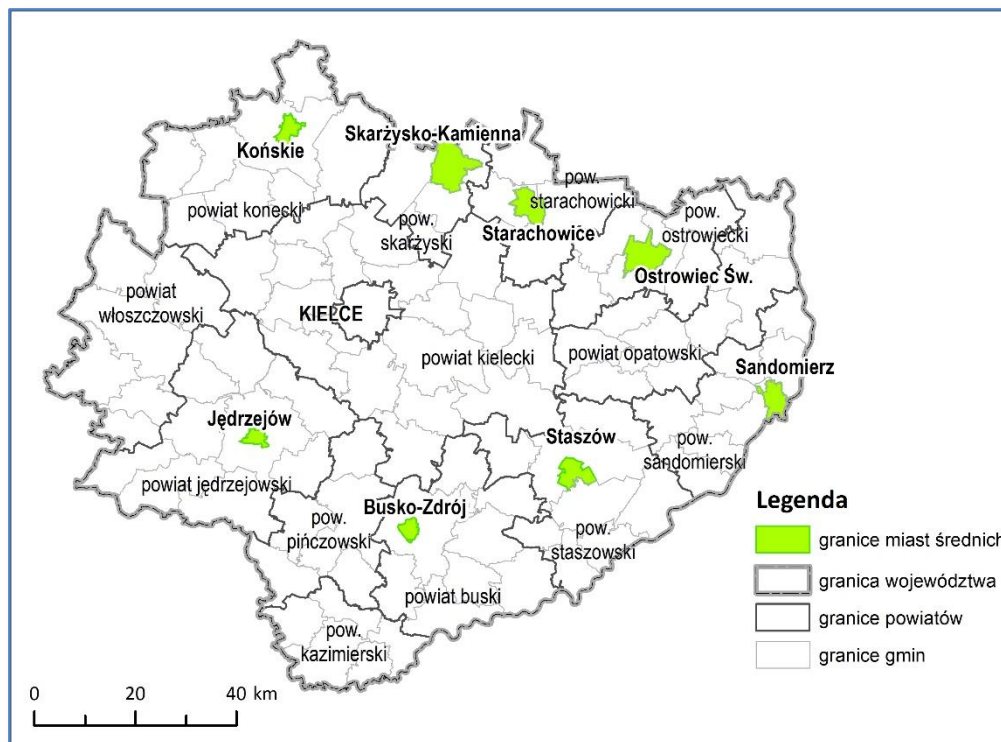 Skarżysko-Kamienna
Końskie
pow.
starachowicki
powiat konecki
pow.
skarżyski
Starachowice
pow.
ostrowiecki
Ostrowiec Św.
powiat
włoszczowski
KIELCE
powiat kielecki
powiat opatowski
Sandomierz
Jędrzejów
Staszów
pow.
sandomierski
powiat jędrzejowski
Busko-Zdrój
pow.
pińczowski
pow.
staszowski
powiat buski
pow.
kazimierski
Legenda
granice miast średnich
granica województwa
granice powiatów
granice gmin
0 20 40 km